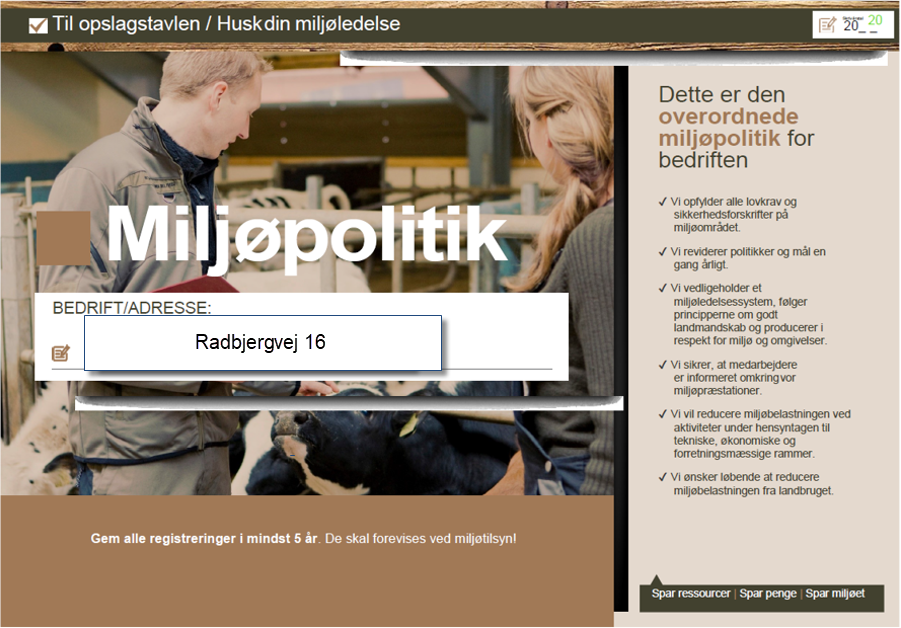 Til opslagstavlen / Husk din miljøledelse
20_ _ 20
Miljøpolitik
BEDRIFT/ADRESSE:
Radbjergvej 16
Gem alle registreringer i mindst 5 år. De skal forevises ved miljøtilsyn!
Dette er den
overordnede
miljøpolitik for
bedriften
✓ Vi opfylder alle lovkrav og
sikkerhedsforskrifter på
miljøområdet.
✓ Vi reviderer politikker og mål en
gang årligt.
✓ Vi vedligeholder et
miljøledelsessystem, følger
principperne om godt
landmandskab og producerer i
respekt for miljø og omgivelser.
✓ Vi sikrer, at medarbejdere
er informeret omkring vor
miljøpræstationer.
✓ Vi vil reducere miljøbelastningen ved
aktiviteter under hensyntagen til
tekniske, økonomiske og
forretningsmæssige rammer.
✓ Vi ønsker løbende at reducere
miljøbelastningen fra landbruget.
Spar ressourcer | Spar penge | Spar miljøet